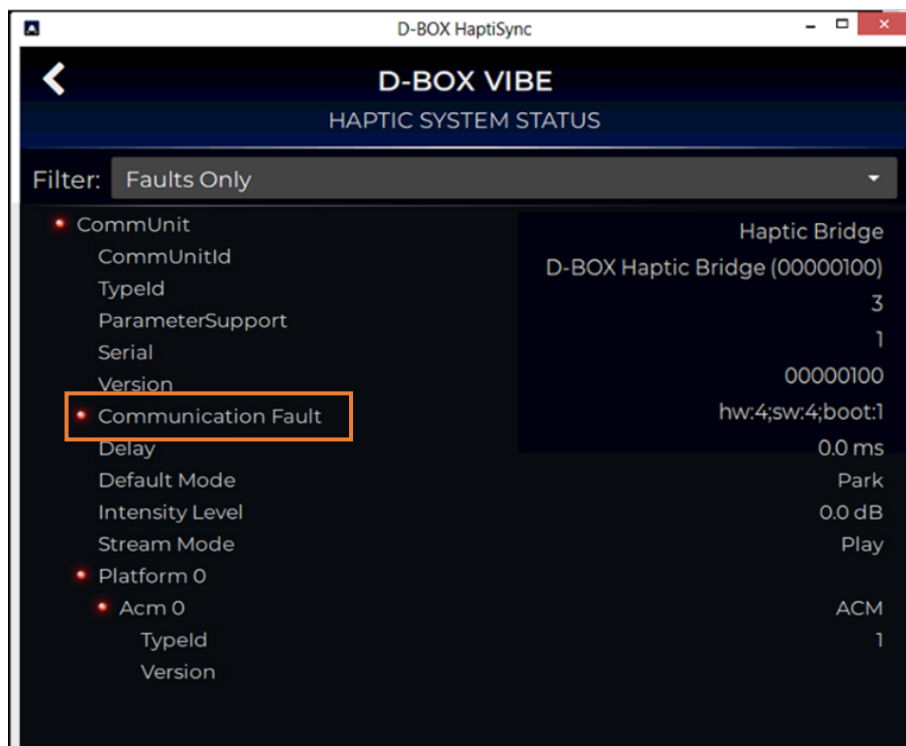 D-BOX HaptiSync
D-BOX VIBE
HAPTIC SYSTEM STATUS
Filter: Faults Only
CommUnit
Haptic Bridge
CommUnitId
D-BOX Haptic Bridge (00000100)
TypeId
3
ParameterSupport
1
Serial
00000100
Version
hw:4;sw:4;boot:1
Communication Fault
Delay 0.0 ms
Default Mode Park
Intensity Level 0.0 dB
Stream Mode Play
Platform 0
Acm 0 ACM
TypeId 1
Version